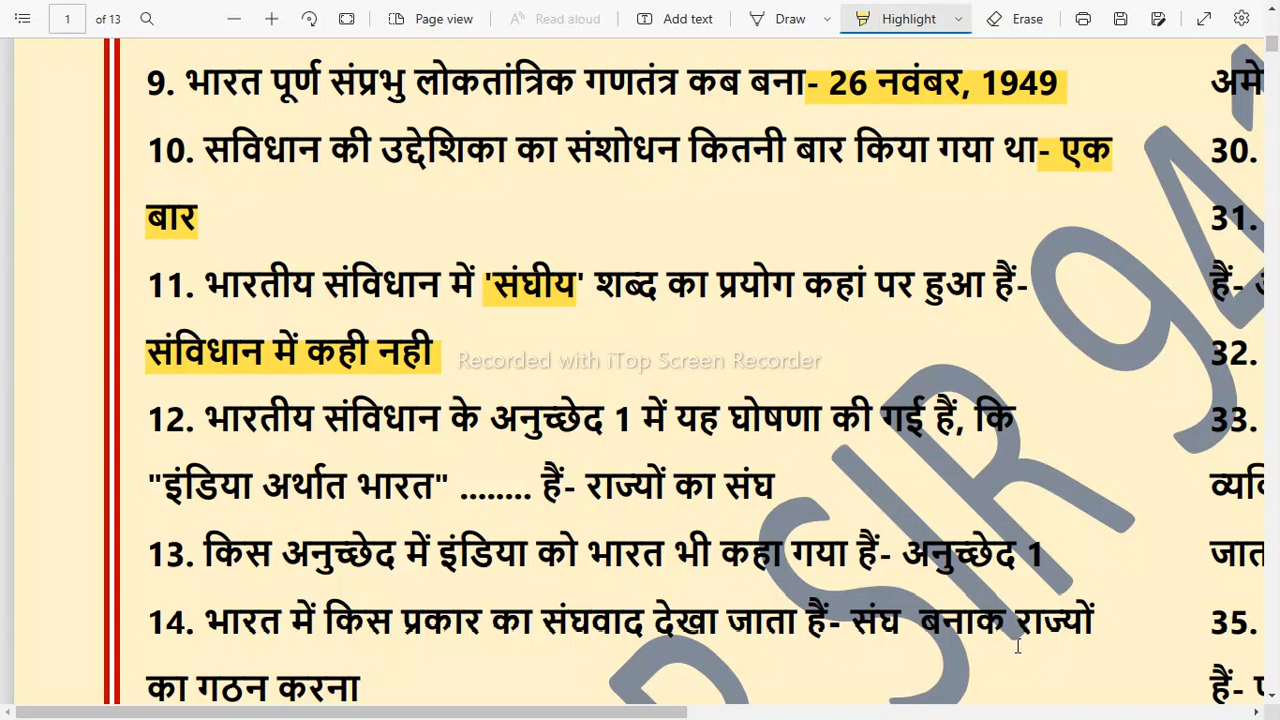 1 of 13 Page view Read aloud Add text Draw Highlight Erase
9. भारत पूर्ण संप्रभु लोकतांत्रिक गणतंत्र कब बना- 26 नवंबर, 1949
10. सविधान की उद्देशिका का संशोधन कितनी बार किया गया था- एक
बार
11. भारतीय संविधान में 'संघीय' शब्द का प्रयोग कहां पर हुआ हैं-
संविधान में कही नही
Recorded with iTop Screen Recorder
12. भारतीय संविधान के अनुच्छेद 1 में यह घोषणा की गई हैं, कि
"इंडिया अर्थात भारत" ........ हैं- राज्यों का संघ
13. किस अनुच्छेद में इंडिया को भारत भी कहा गया हैं- अनुच्छेद 1
14. भारत में किस प्रकार का संघवाद देखा जाता हैं- संघ बनाक राज्यों
का गठन करना
30.
31.
हैं-
32.
33.
35.
हैं-
SIR 94